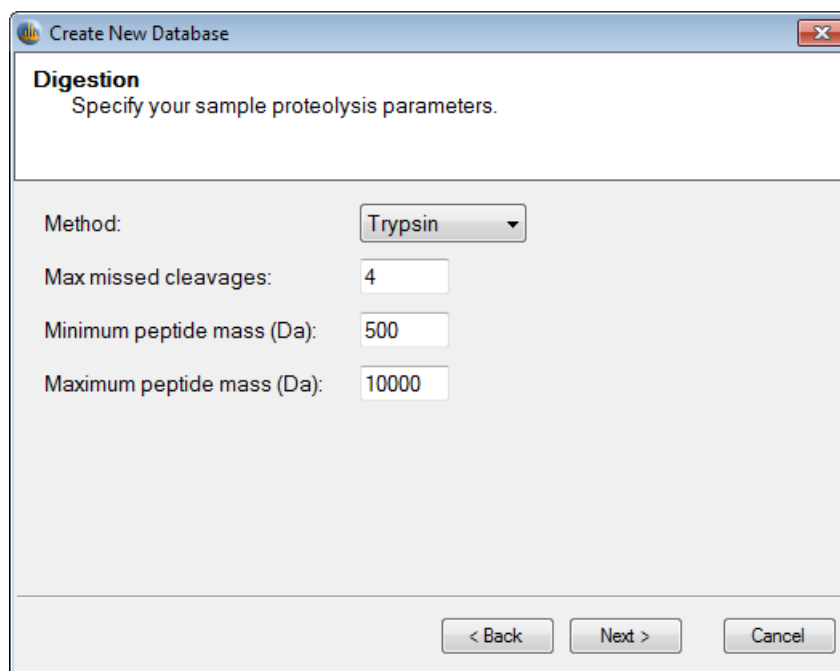 Create New Database
Digestion
Specify your sample proteolysis parameters.
Method: Trypsin
Max missed cleavages: 4
Minimum peptide mass (Da): 500
Maximum peptide mass (Da): 10000
< Back Next > Cancel